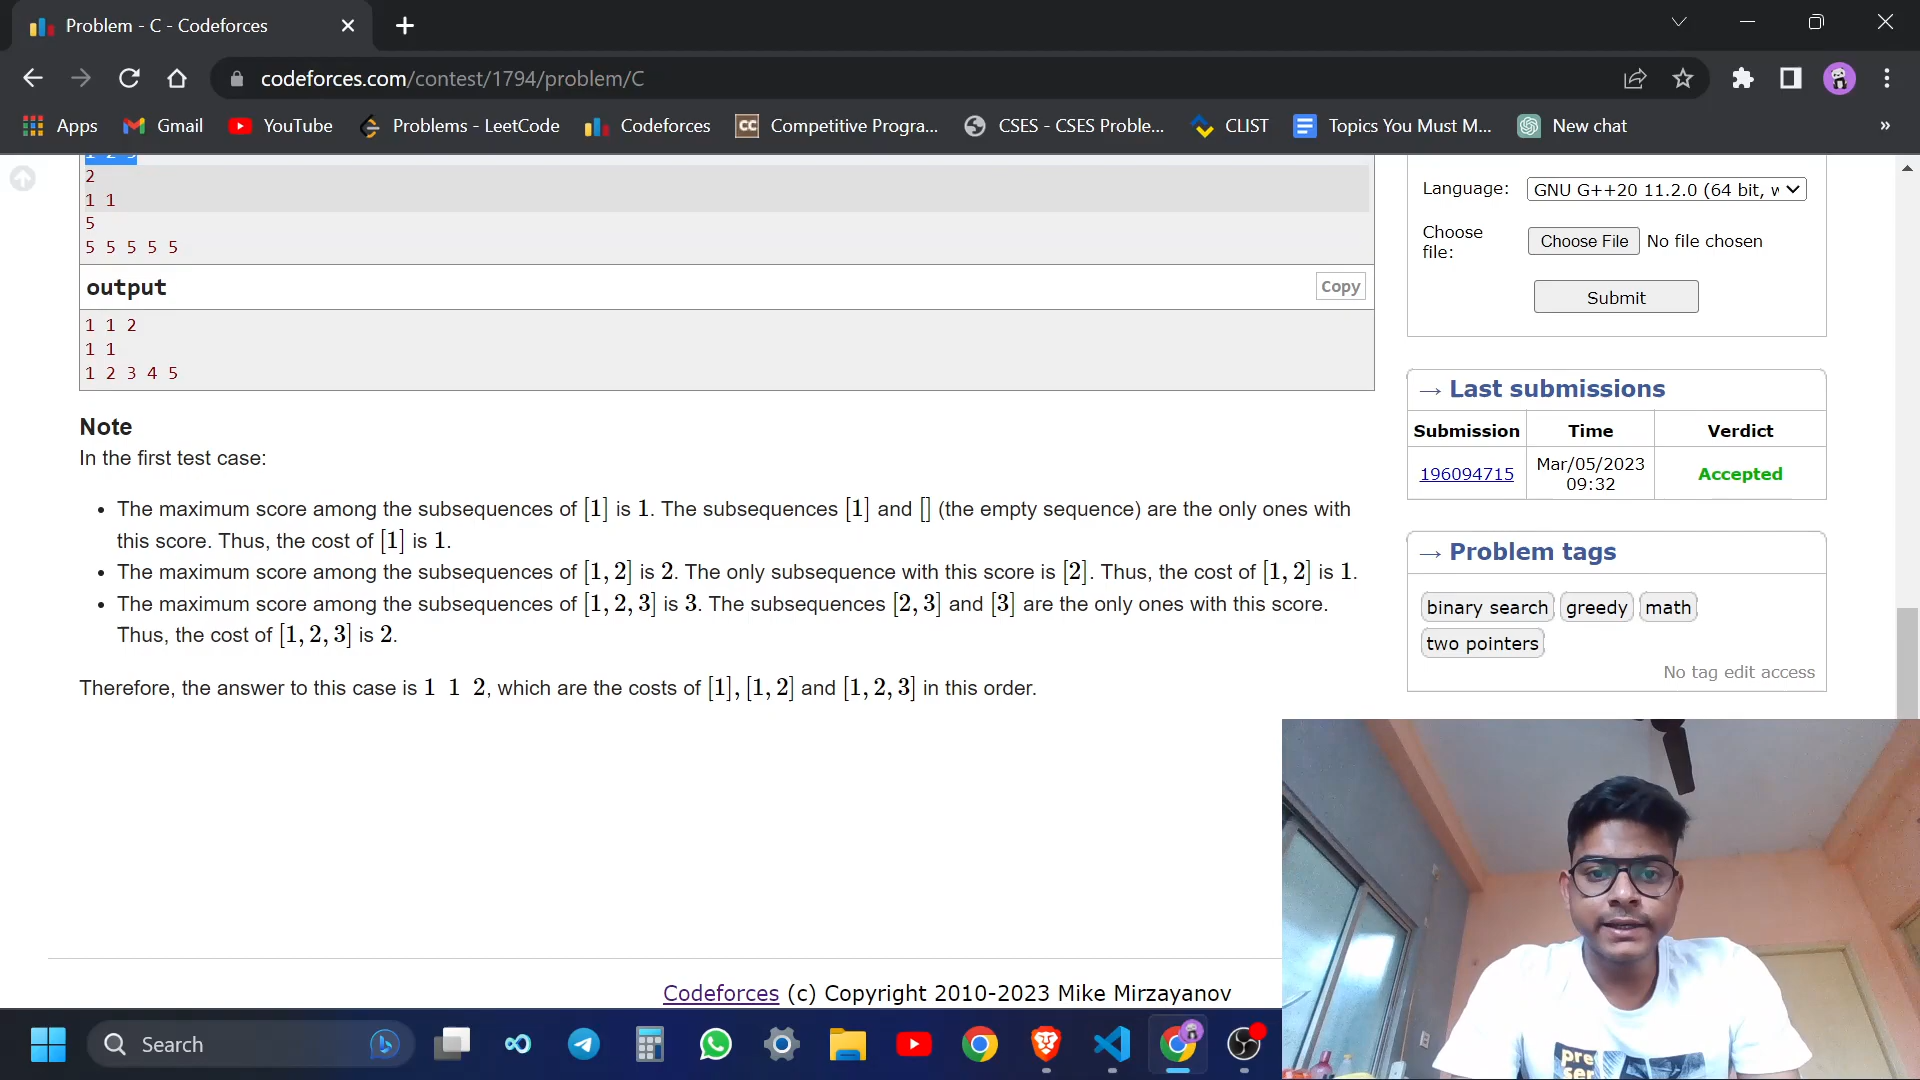 Problem - C - Codeforces
codeforces.com/contest/1794/problem/C
Apps Gmail YouTube Problems - LeetCode Codeforces CC Competitive Progra... CSES - CSES Proble... CLIST Topics You Must M... New chat »
2
1 1
5
5 5 5 5 5
output
Copy
1 1 2
1 1
1 2 3 4 5
Note
In the first test case:
• The maximum score among the subsequences of [1] is 1. The subsequences [1] and [] (the empty sequence) are the only ones with
this score. Thus, the cost of [1] is 1.
• The maximum score among the subsequences of [1, 2] is 2. The only subsequence with this score is [2]. Thus, the cost of [1, 2] is 1.
• The maximum score among the subsequences of [1, 2, 3] is 3. The subsequences [2, 3] and [3] are the only ones with this score.
Thus, the cost of [1, 2, 3] is 2.
Therefore, the answer to this case is 1 1 2, which are the costs of [1], [1, 2] and [1, 2, 3] in this order.
Language: GNU G++20 11.2.0 (64 bit, w
Choose
file:
Choose File No file chosen
Submit
→ Last submissions
Submission Time Verdict
196094715 Mar/05/2023
09:32 Accepted
→ Problem tags
binary search greedy math
two pointers
No tag edit access
Codeforces (c) Copyright 2010-2023 Mike Mirzayanov
Search
pre
ser